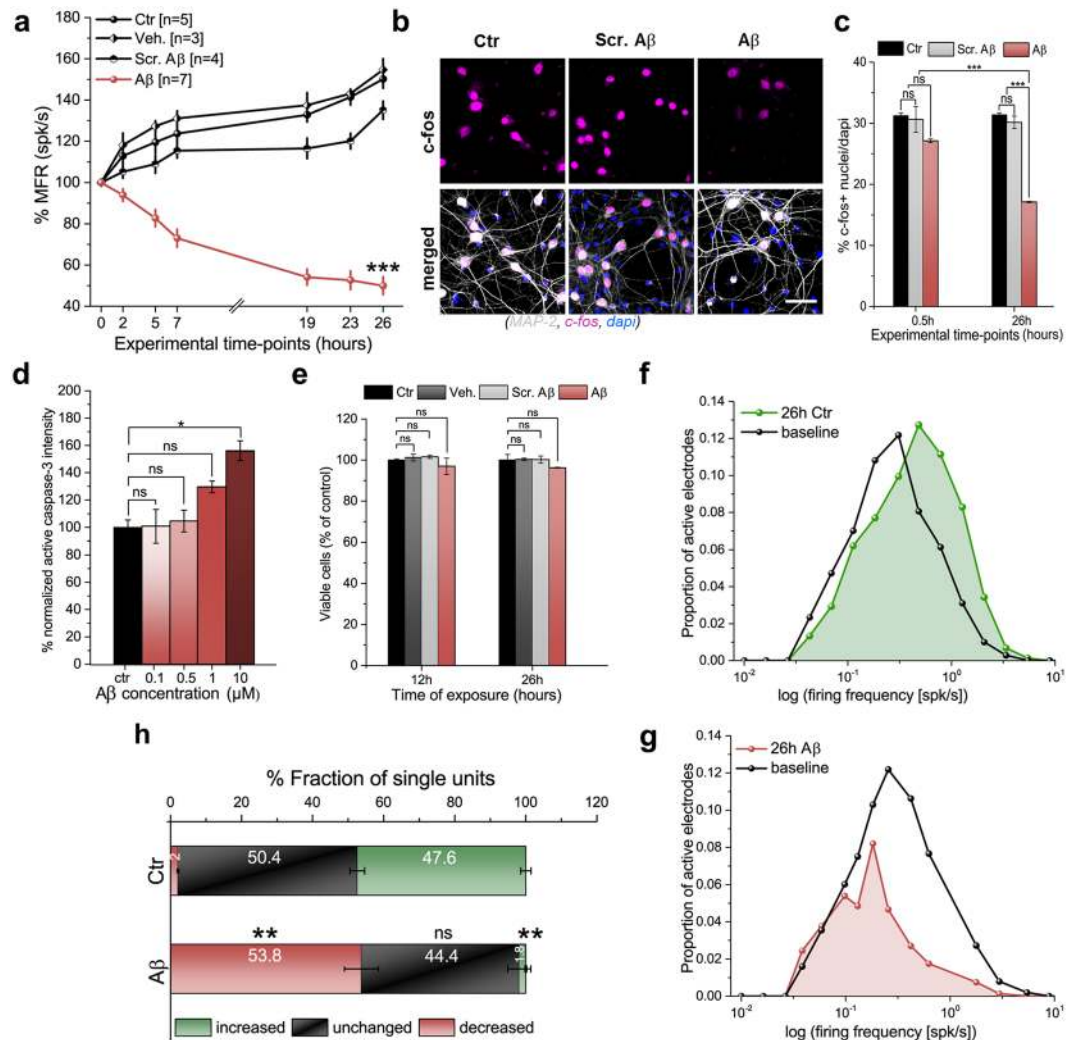 a
Ctr [n=5]
Veh. [n=3]
Scr. Aβ [n=4]
Aβ [n=7]
% MFR (spk/s)
140
120
100
80
60
40
***
0 2 5 7 19 23 26
Experimental time-points (hours)
b
Ctr Scr. Aβ Aβ
c-fos
merged
(MAP-2, c-fos, dapi)
c
Ctr Scr. Aβ Aβ
***
ns ns ns ***
% c-fos+ nuclei/dapi
40
30
20
10
0
0.5h 26h
Experimental time-points (hours)
d
% normalized active caspase-3 intensity
200
180
160
140
120
100
80
60
40
20
0
*
ns
ns
ns
ctr 0.1 0.5 1 10
Aβ concentration (µM)
e
Ctr Veh. Scr. Aβ Aβ
Viable cells (% of control)
120
100
80
60
40
20
0
ns ns
ns ns
ns ns
12h 26h
Time of exposure (hours)
f
26h Ctr
baseline
Proportion of active electrodes
0.14
0.12
0.10
0.08
0.06
0.04
0.02
0.00
10-2 10-1 100 101
log (firing frequency [spk/s])
h
% Fraction of single units
0 20 40 60 80 100 120
Ctr
2 50.4 47.6
Aβ
** ns **
53.8 44.4 1.8
increased unchanged decreased
g
26h Aβ
baseline
Proportion of active electrodes
0.14
0.12
0.10
0.08
0.06
0.04
0.02
0.00
10-2 10-1 100 101
log (firing frequency [spk/s])